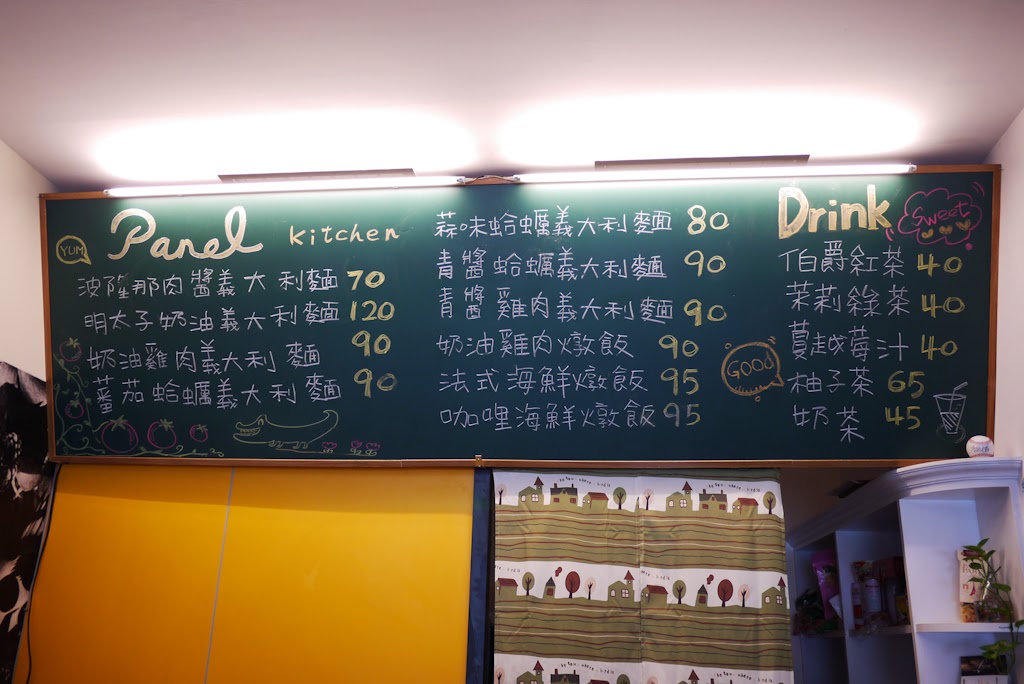 Panel Kitchen
YUM
波隆那肉醬義大利麵 70
明太子奶油義大利麵 120
奶油雞肉義大利麵 90
蕃茄蛤蠣義大利麵 90
蒜味蛤蠣義大利麵 80
青醬蛤蠣義大利麵 90
青醬雞肉義大利麵 90
奶油雞肉燉飯 90
法式海鮮燉飯 95
咖哩海鮮燉飯 95
GOOD
Drink
Sweet
伯爵紅茶 40
茉莉綠茶 40
蔓越莓汁 40
柚子茶 65
奶茶 45